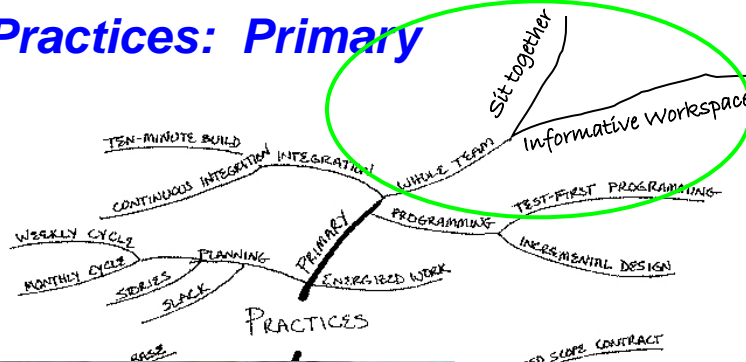 Practices: Primary
Sit together
Informative Workspace
TEN-MINUTE BUILD
CONTINUOUS INTEGRATION
INTEGRATION
WHOLE TEAM
PROGRAMMING
TEST-FIRST PROGRAMMING
INCREMENTAL DESIGN
WEEKLY CYCLE
MONTHLY CYCLE
PLANNING
STORIES
SLACK
PRIMARY
ENERGIZED WORK
PRACTICES
SCOPE CONTRACT